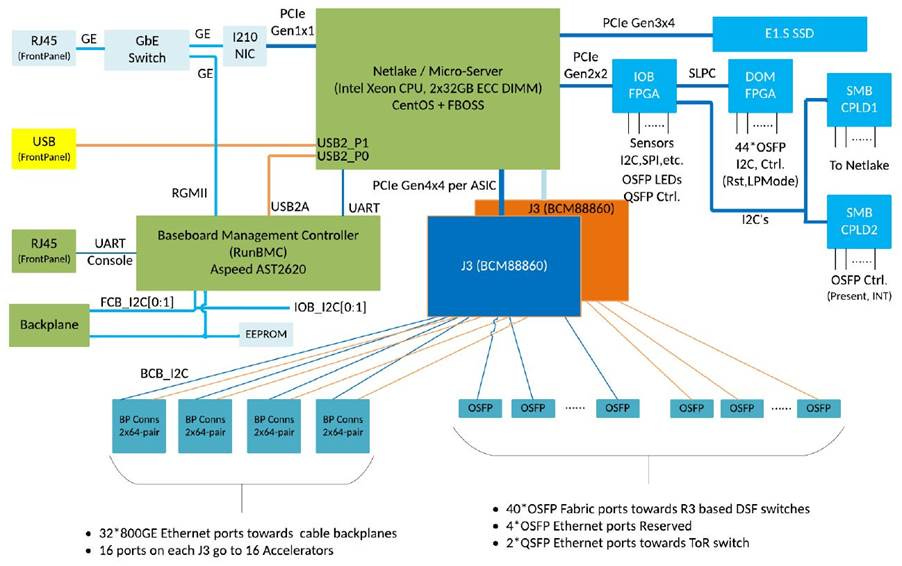 PCIe
Gen1x1
RJ45
(FrontPanel)
GE
GbE
Switch
GE
I210
NIC
GE
Netlake / Micro-Server
(Intel Xeon CPU, 2x32GB ECC DIMM)
CentOS + FBOSS
PCIe Gen3x4
E1.S SSD
PCIe
Gen2x2
IOB
FPGA
SLPC
DOM
FPGA
SMB
CPLD1
Sensors
I2C,SPI,etc.
OSFP LEDs
QSFP Ctrl.
44*OSFP
I2C, Ctrl.
(Rst,LPMode)
To Netlake
USB
(FrontPanel)
USB2_P1
USB2_P0
PCIe Gen4x4 per ASIC
RGMII
USB2A
UART
I2C's
SMB
CPLD2
OSFP Ctrl.
(Present, INT)
RJ45
(FrontPanel)
UART
Console
Baseboard Management Controller
(RunBMC)
Aspeed AST2620
J3 (BCM88860)
J3 (BCM88860)
Backplane
FCB_I2C[0:1]
IOB_I2C[0:1]
EEPROM
BCB_I2C
BP Conns
2x64-pair
BP Conns
2x64-pair
BP Conns
2x64-pair
BP Conns
2x64-pair
OSFP
OSFP
......
OSFP
OSFP
OSFP
......
OSFP
• 32*800GE Ethernet ports towards cable backplanes
• 16 ports on each J3 go to 16 Accelerators
• 40*OSFP Fabric ports towards R3 based DSF switches
• 4*OSFP Ethernet ports Reserved
• 2*QSFP Ethernet ports towards ToR switch